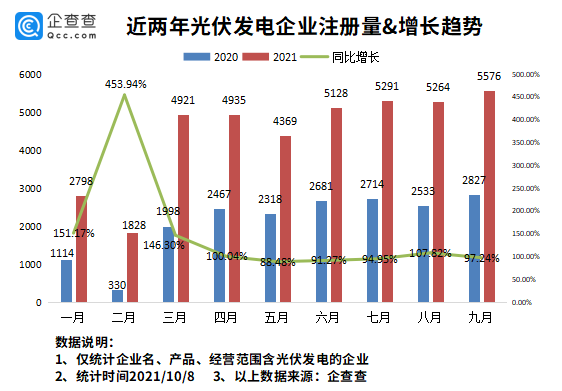 企查查
Qcc.com
近两年光伏发电企业注册量&增长趋势
2020 2021 同比增长
6000 5000 4000 3000 2000 1000 0
500.00% 450.00% 400.00% 350.00% 300.00% 250.00% 200.00% 150.00% 100.00% 50.00% 0.00%
1114 330 1998 2467 2318 2681 2714 2533 2827
2798 1828 4921 4935 4369 5128 5291 5264 5576
151.17% 453.94% 146.30% 100.04% 88.48% 91.27% 94.95% 107.82% 97.24%
一月 二月 三月 四月 五月 六月 七月 八月 九月
数据说明：
1、仅统计企业名、产品、经营范围含光伏发电的企业
2、统计时间2021/10/8 3、以上数据来源：企查查